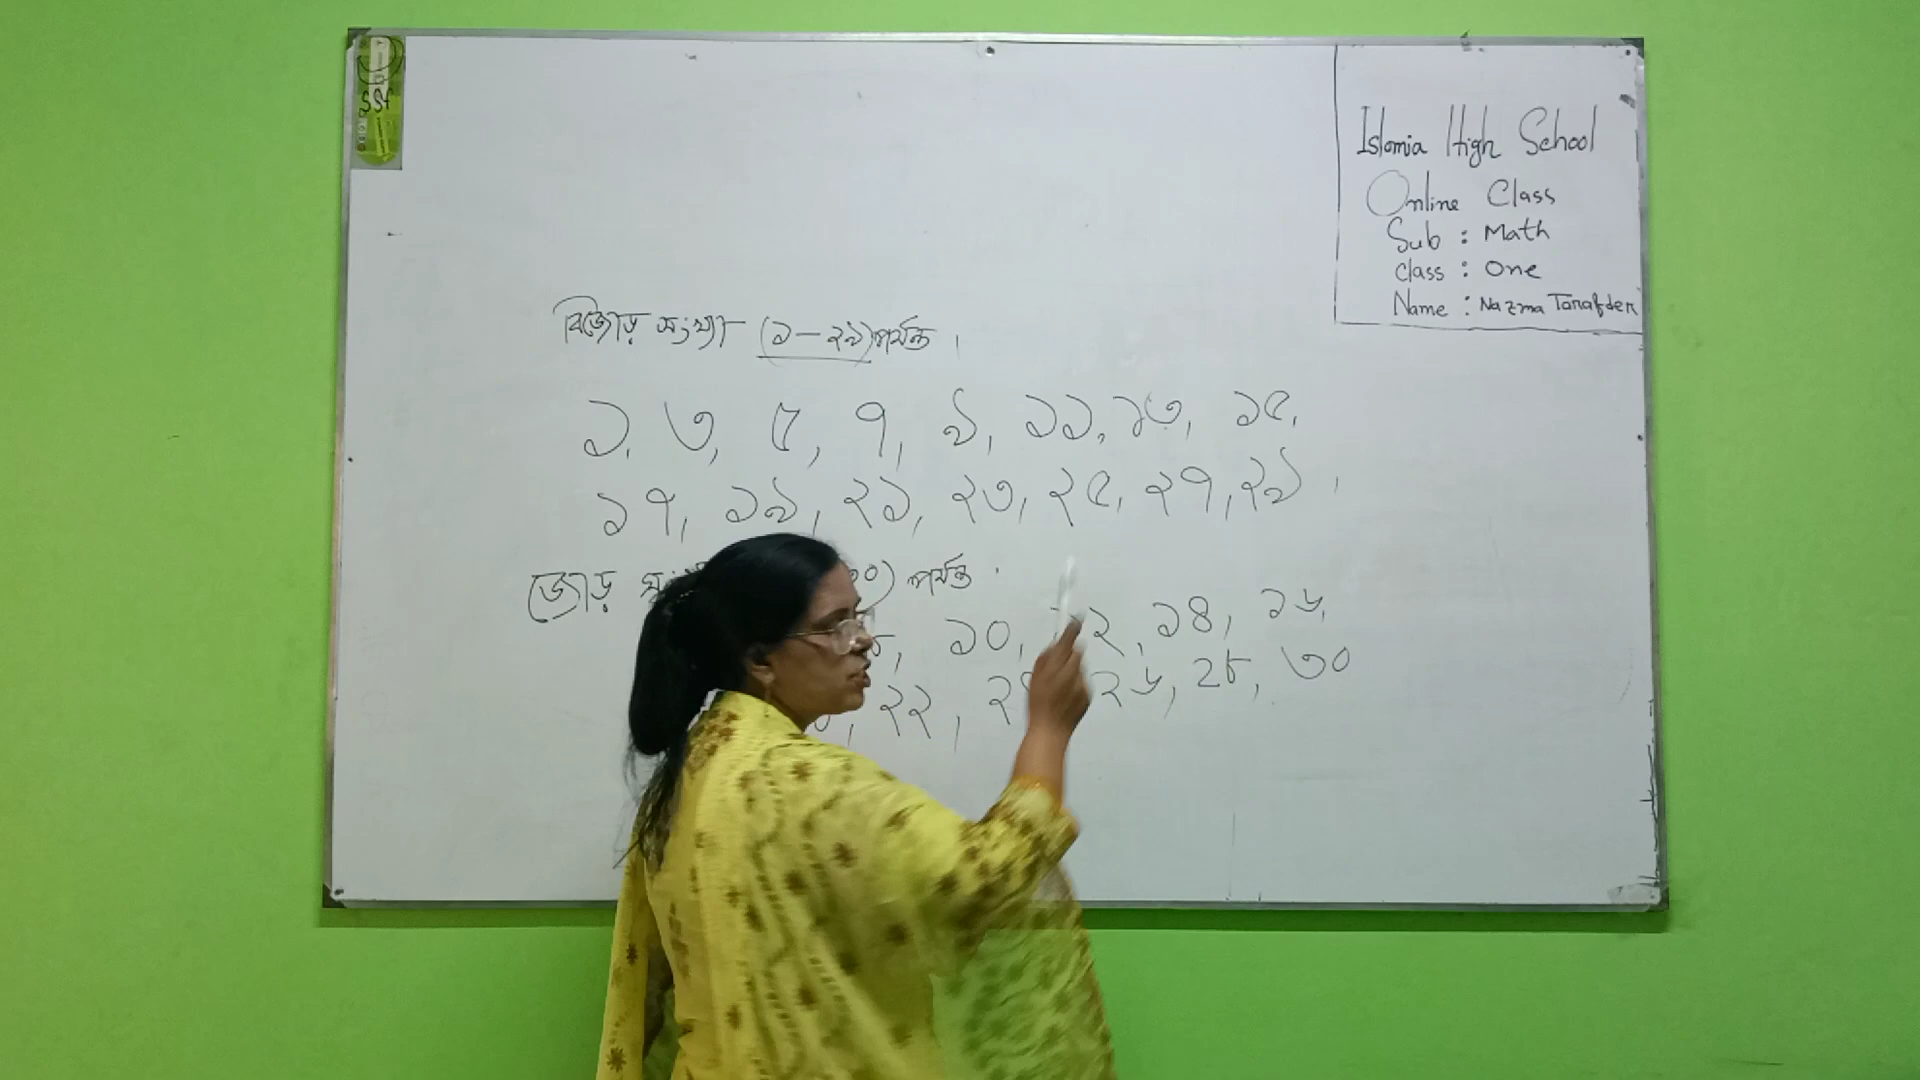 SSF
Islamia High School
Online Class
Sub : Math
class : One
Name : Nazma Tarafder
বিজোড় সংখ্যা (১–২৯) পর্যন্ত ।
১, ৩, ৫, ৭, ৯, ১১, ১৩, ১৫,
১৭, ১৯, ২১, ২৩, ২৫, ২৭, ২৯ ,
জোড় পর্যন্ত
১০, ১৪, ১৬,
২২, ২৬, ২৮, ৩০